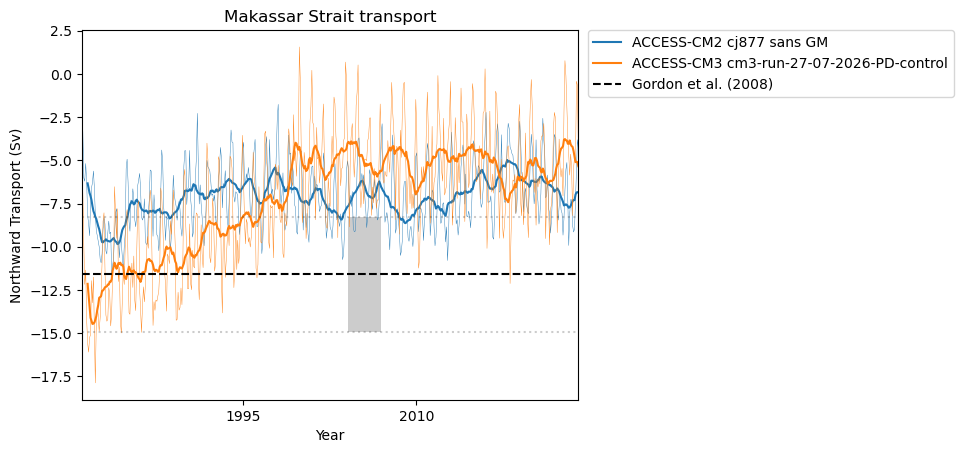 Makassar Strait transport
2.5
0.0
−2.5
−5.0
−7.5
−10.0
−12.5
−15.0
−17.5
Northward Transport (Sv)
1995
2010
Year
ACCESS-CM2 cj877 sans GM
ACCESS-CM3 cm3-run-27-07-2026-PD-control
Gordon et al. (2008)